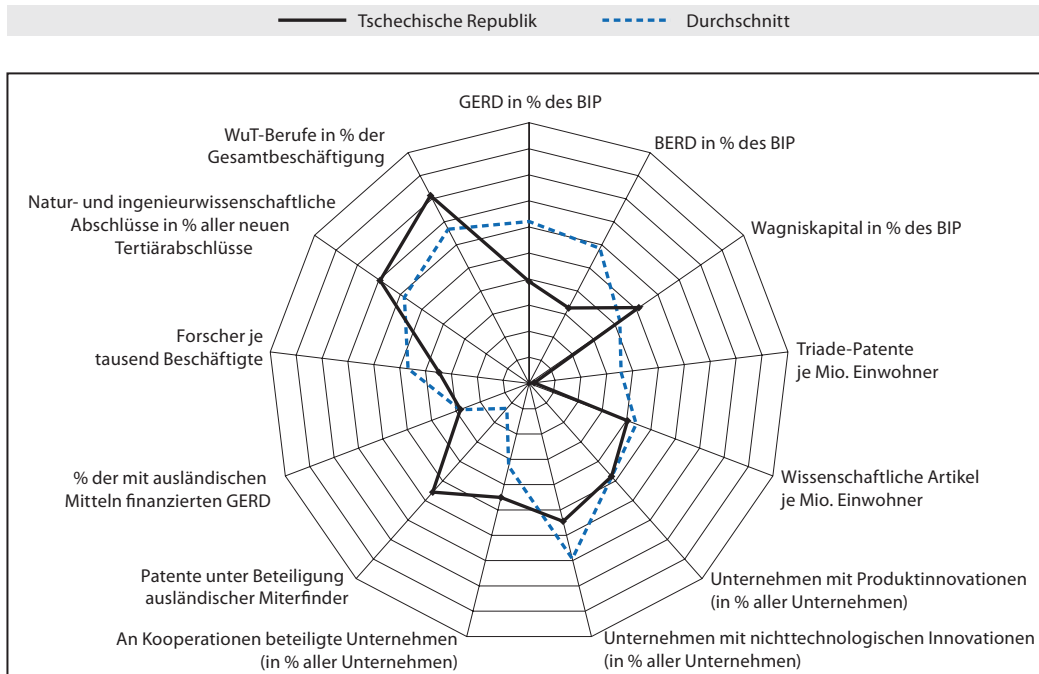 Tschechische Republik
Durchschnitt
GERD in % des BIP
BERD in % des BIP
Wagniskapital in % des BIP
Triade-Patente
je Mio. Einwohner
Wissenschaftliche Artikel
je Mio. Einwohner
Unternehmen mit Produktinnovationen
(in % aller Unternehmen)
Unternehmen mit nichttechnologischen Innovationen
(in % aller Unternehmen)
An Kooperationen beteiligte Unternehmen
(in % aller Unternehmen)
Patente unter Beteiligung
ausländischer Miterfinder
% der mit ausländischen
Mitteln finanzierten GERD
Forscher je
tausend Beschäftigte
Natur- und ingenieurwissenschaftliche
Abschlüsse in % aller neuen
Tertiärabschlüsse
WuT-Berufe in % der
Gesamtbeschäftigung